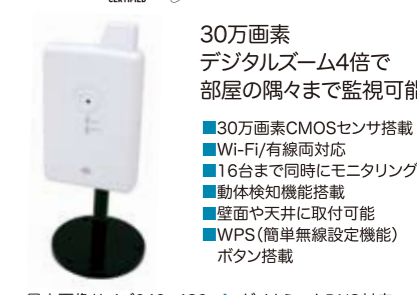 CERTIFIED
30万画素
デジタルズーム4倍で
部屋の隅々まで監視可能
■30万画素CMOSセンサ搭載
■Wi-Fi/有線両対応
■16台まで同時にモニタリング
■動体検知機能搭載
■壁面や天井に取付可能
■WPS(簡単無線設定機能)
ボタン搭載